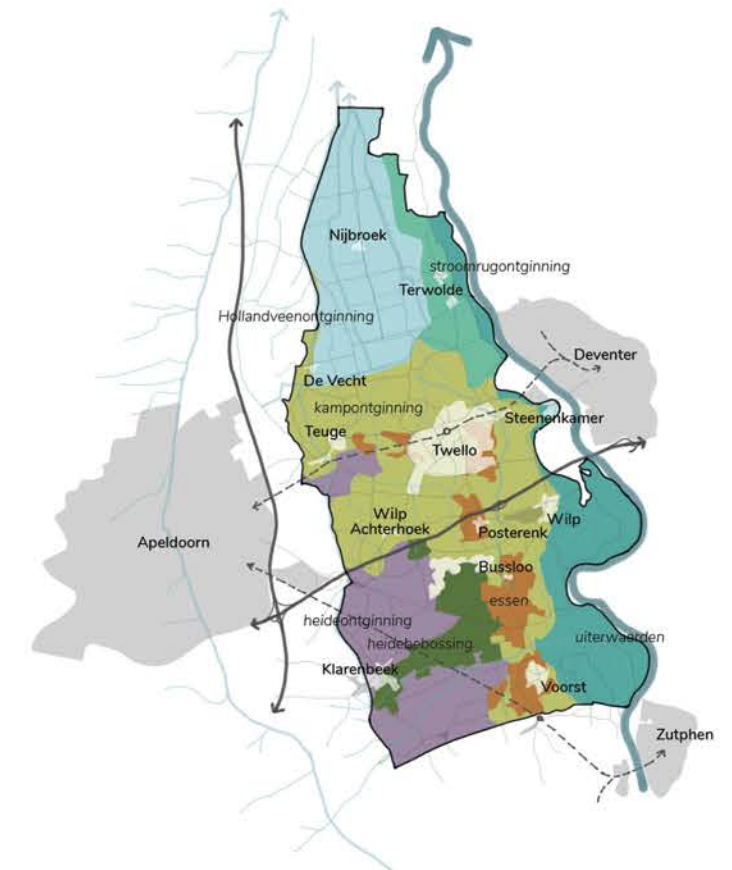 Nijbroek
stroomrugontginning
Terwolde
Hollandveenontginning
Deventer
De Vecht
kampontginning
Steenenkamer
Teuge
Twello
Wilp
Achterhoek
Wilp
Posterenk
Apeldoorn
Bussloo
essen
heideontginning
uiterwaarden
heidebebossing
Klarenbeek
Voorst
Zutphen